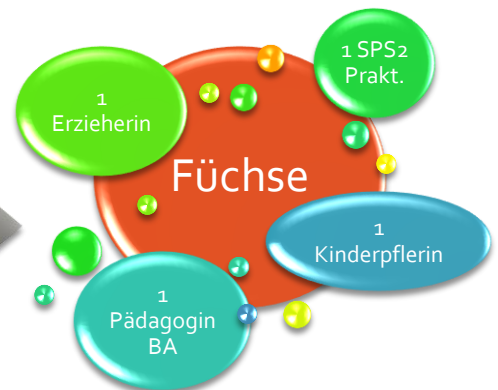 1 SPS2
Prakt.
1
Erzieherin
Füchse
1
Kinderpflerin
1
Pädagogin
BA